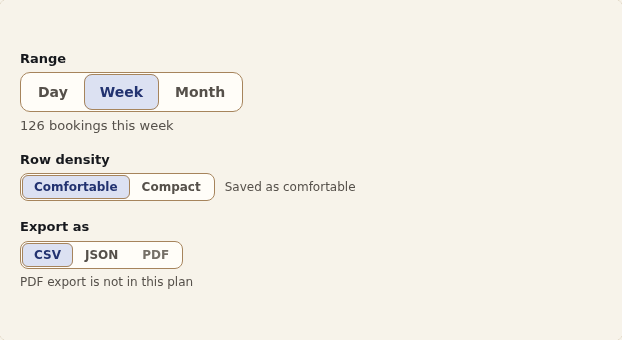 Range
Day Week Month
126 bookings this week
Row density
Comfortable Compact Saved as comfortable
Export as
CSV JSON PDF
PDF export is not in this plan